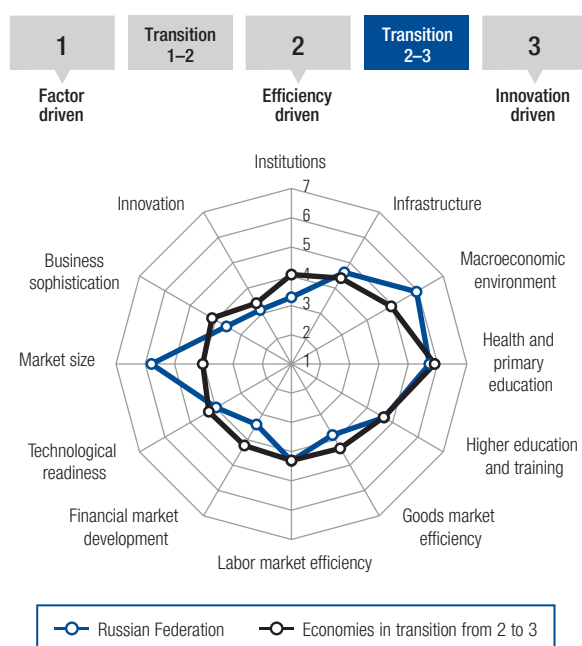 1
Transition
1–2
2
Transition
2–3
3
Factor
driven
Efficiency
driven
Innovation
driven
Institutions
Infrastructure
Macroeconomic
environment
Health and
primary
education
Higher education
and training
Goods market
efficiency
Labor market efficiency
Financial market
development
Technological
readiness
Market size
Business
sophistication
Innovation
7
6
5
4
3
2
1
Russian Federation
Economies in transition from 2 to 3